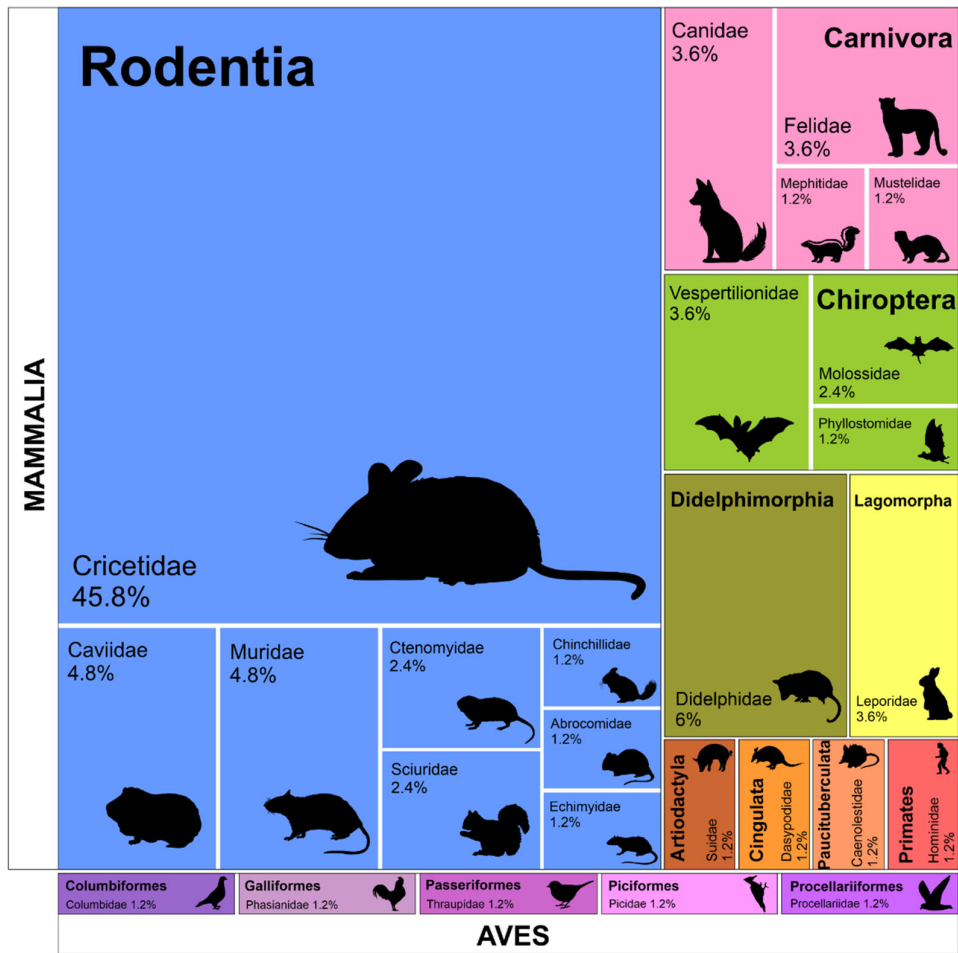 MAMMALIA
Rodentia
Cricetidae
45.8%
Caviidae
4.8%
Muridae
4.8%
Ctenomyidae
2.4%
Sciuridae
2.4%
Chinchillidae
1.2%
Abrocomidae
1.2%
Echimyidae
1.2%
Carnivora
Canidae
3.6%
Felidae
3.6%
Mephitidae
1.2%
Mustelidae
1.2%
Chiroptera
Vespertilionidae
3.6%
Molossidae
2.4%
Phyllostomidae
1.2%
Didelphimorphia
Didelphidae
6%
Lagomorpha
Leporidae
3.6%
Artiodactyla
Suidae
1.2%
Cingulata
Dasypodidae
1.2%
Paucituberculata
Caenolestidae
1.2%
Primates
Hominidae
1.2%
Columbiformes
Columbidae 1.2%
Galliformes
Phasianidae 1.2%
Passeriformes
Thraupidae 1.2%
Piciformes
Picidae 1.2%
Procellariiformes
Procellariidae 1.2%
AVES